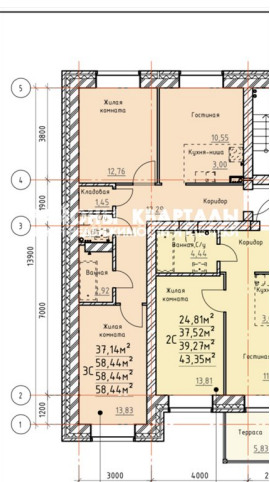 5
Жилая комната
Гостиная
3800
10.55
Кухня-ниша
12.76
3.00
4
Кладовая
1.45
Коридор
1900
КВАРТАЛЫ
3
Ванная, С/у
Коридор
4.44
Ванная
13900
7000
Жилая комната
Жилая комната
Гостиная
24,81м²
37,52м²
2С
39,27м²
43,35м²
37,14м²
58,44м²
3С
58,44м²
58,44м²
13.81
2
13.83
1200
Терраса
1
5.83
3000
4000